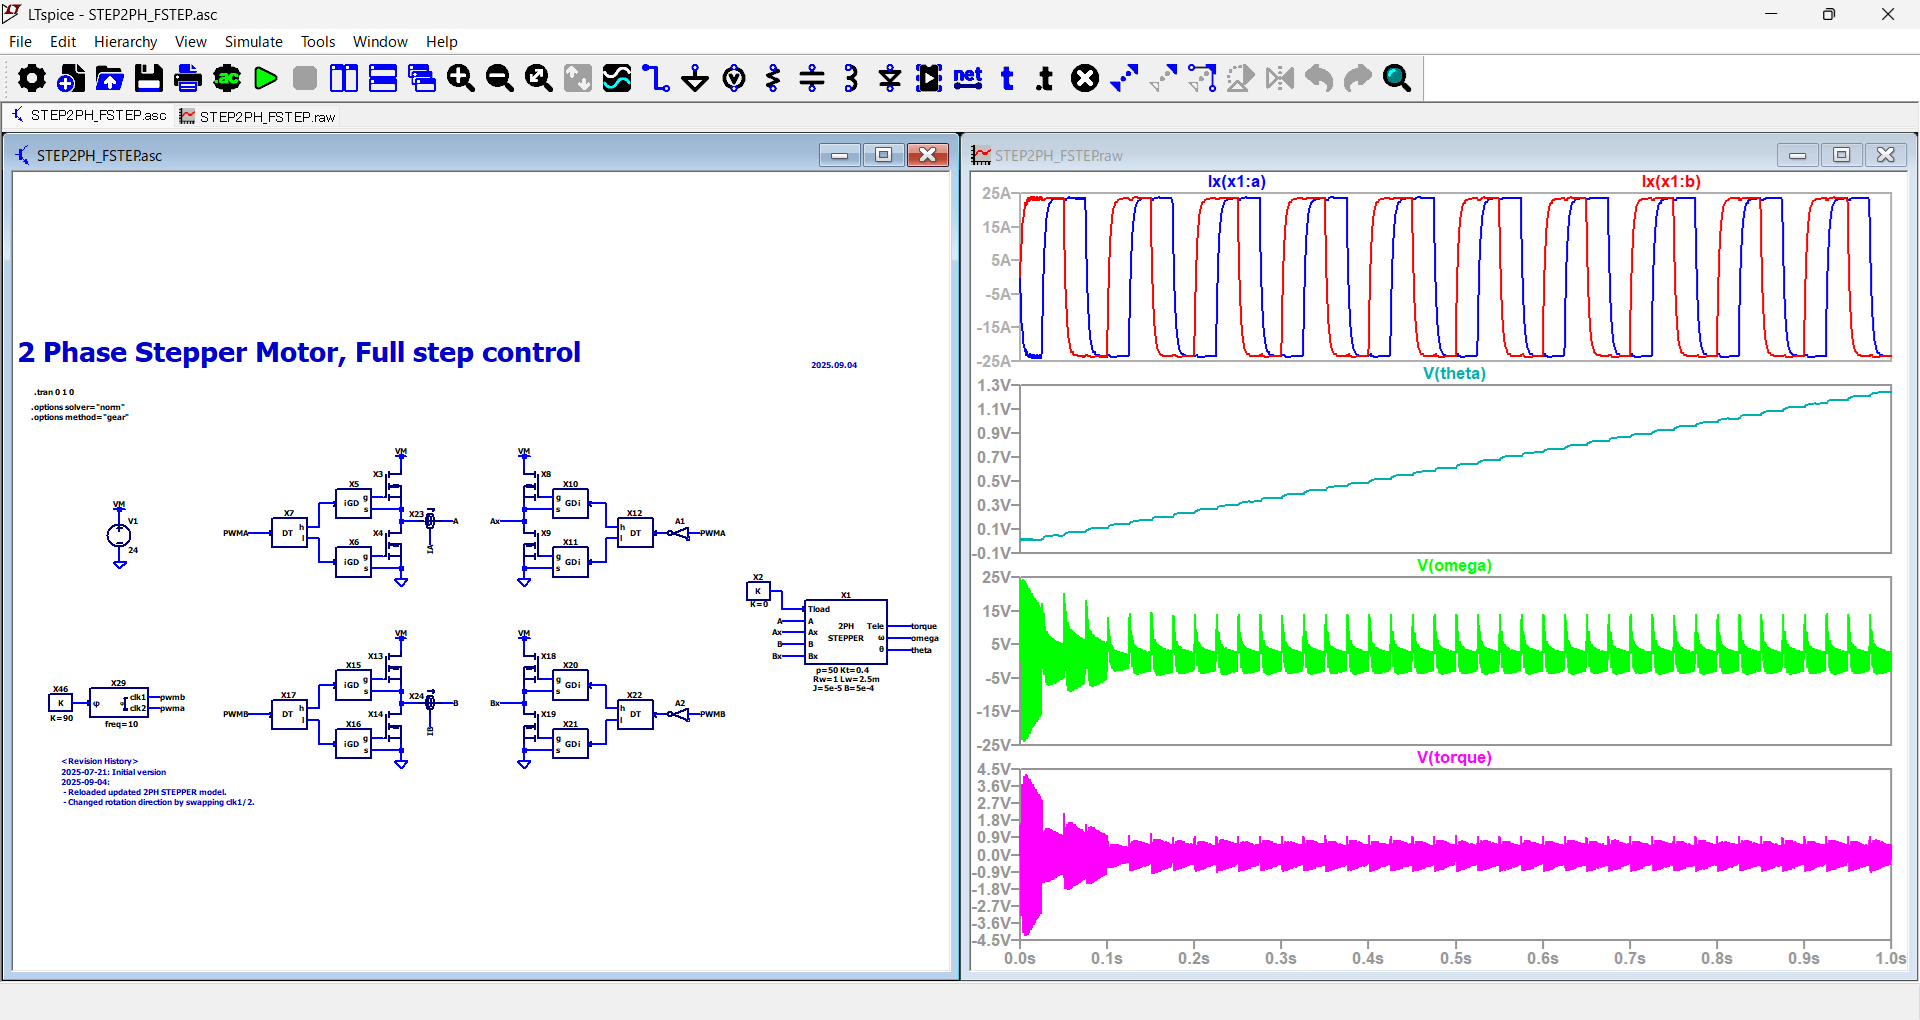 LTspice - STEP2PH_FSTEP.asc
File Edit Hierarchy View Simulate Tools Window Help
.ac net t .t
STEP2PH_FSTEP.asc STEP2PH_FSTEP.raw
STEP2PH_FSTEP.asc
2 Phase Stepper Motor, Full step control
2025.09.04
.tran 0 1 0
.options solver="norm"
.options method="gear"
VM
V1
24
VM
X3
X5
iGD
g
s
X7
PWMA
DT
h
l
X23
A
IA
X4
X6
iGD
g
s
VM
X8
X10
g
s
GDi
Ax
X12
h
l
DT
A1
PWMA
X9
X11
g
s
GDi
X2
K
K=0
X1
Tload
A A
Ax Ax
B B
Bx Bx
2PH
STEPPER
Tele torque
ω omega
θ theta
p=50 Kt=0.4
Rw=1 Lw=2.5m
J=5e-5 B=5e-4
VM
X13
X15
iGD
g
s
X17
PWMB
DT
h
l
X24
B
IB
X14
X16
iGD
g
s
VM
X18
X20
g
s
GDi
Bx
X22
h
l
DT
A2
PWMB
X19
X21
g
s
GDi
X46
K
K=90
X29
φ
clk1 pwmb
clk2 pwma
freq=10
<Revision History>
2025-07-21: Initial version
2025-09-04:
- Reloaded updated 2PH STEPPER model.
- Changed rotation direction by swapping clk1/2.
STEP2PH_FSTEP.raw
Ix(x1:a) Ix(x1:b)
25A
15A
5A
-5A
-15A
-25A
V(theta)
1.3V
1.1V
0.9V
0.7V
0.5V
0.3V
0.1V
-0.1V
V(omega)
25V
15V
5V
-5V
-15V
-25V
V(torque)
4.5V
3.6V
2.7V
1.8V
0.9V
0.0V
-0.9V
-1.8V
-2.7V
-3.6V
-4.5V
0.0s 0.1s 0.2s 0.3s 0.4s 0.5s 0.6s 0.7s 0.8s 0.9s 1.0s